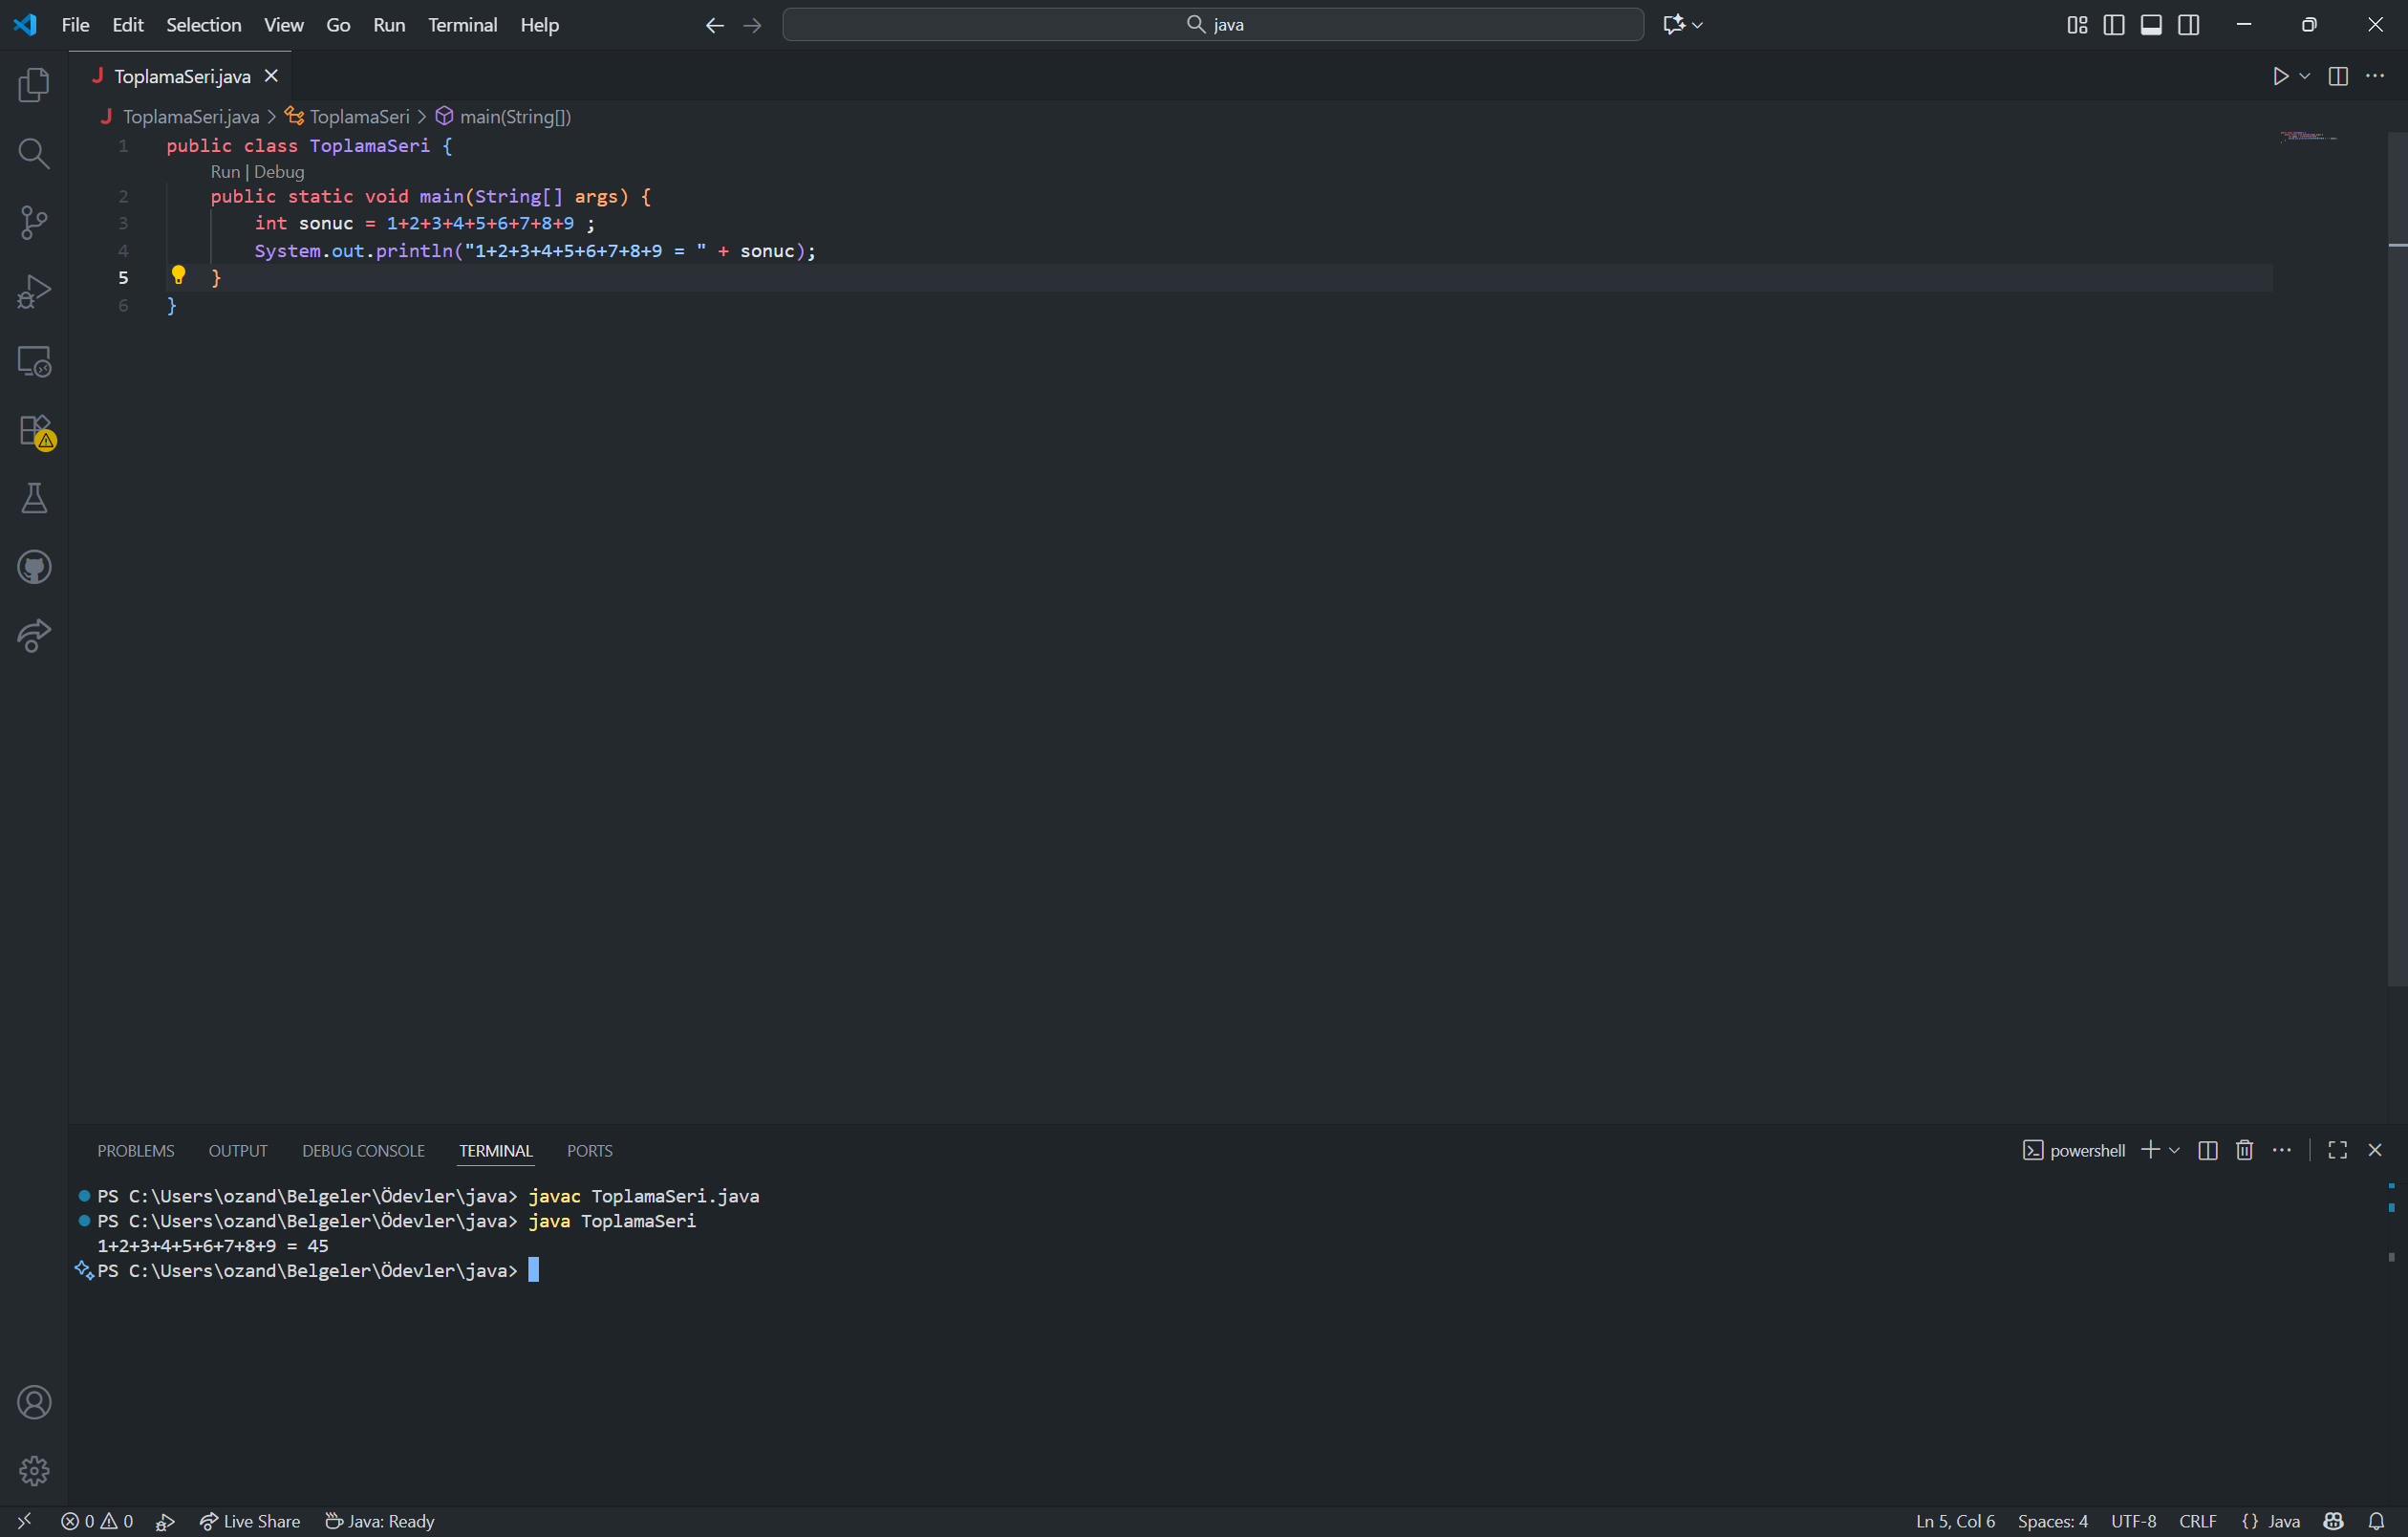 File Edit Selection View Go Run Terminal Help java
J ToplamaSeri.java
J ToplamaSeri.java > ToplamaSeri > main(String[])
1 public class ToplamaSeri {
Run | Debug
2 public static void main(String[] args) {
3 int sonuc = 1+2+3+4+5+6+7+8+9 ;
4 System.out.println("1+2+3+4+5+6+7+8+9 = " + sonuc);
5 }
6 }
PROBLEMS OUTPUT DEBUG CONSOLE TERMINAL PORTS powershell
PS C:\Users\ozand\Belgeler\Ödevler\java> javac ToplamaSeri.java
PS C:\Users\ozand\Belgeler\Ödevler\java> java ToplamaSeri
1+2+3+4+5+6+7+8+9 = 45
PS C:\Users\ozand\Belgeler\Ödevler\java>
0 0 Live Share Java: Ready Ln 5, Col 6 Spaces: 4 UTF-8 CRLF {} Java